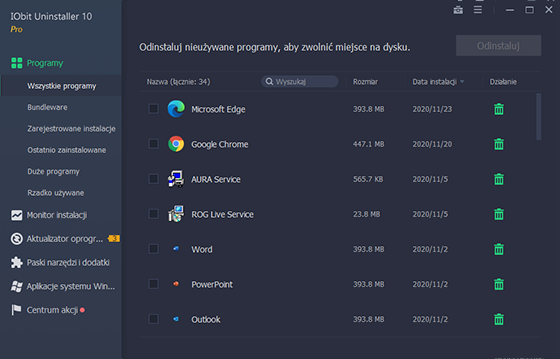 IObit Uninstaller 10
Pro
Programy
Wszystkie programy
Bundleware
Zarejestrowane instalacje
Ostatnio zainstalowane
Duże programy
Rzadko używane
Monitor instalacji
Aktualizator oprogr... 3
Paski narzędzi i dodatki
Aplikacje systemu Win...
Centrum akcji
Odinstaluj nieużywane programy, aby zwolnić miejsce na dysku.
Odinstaluj
Nazwa (łącznie: 34) Wyszukaj Rozmiar Data instalacji Działanie
Microsoft Edge 393.8 MB 2020/11/23
Google Chrome 447.1 MB 2020/11/20
AURA Service 565.7 KB 2020/11/5
ROG Live Service 23.8 MB 2020/11/5
Word 393.8 MB 2020/11/2
PowerPoint 393.8 MB 2020/11/2
Outlook 393.8 MB 2020/11/2